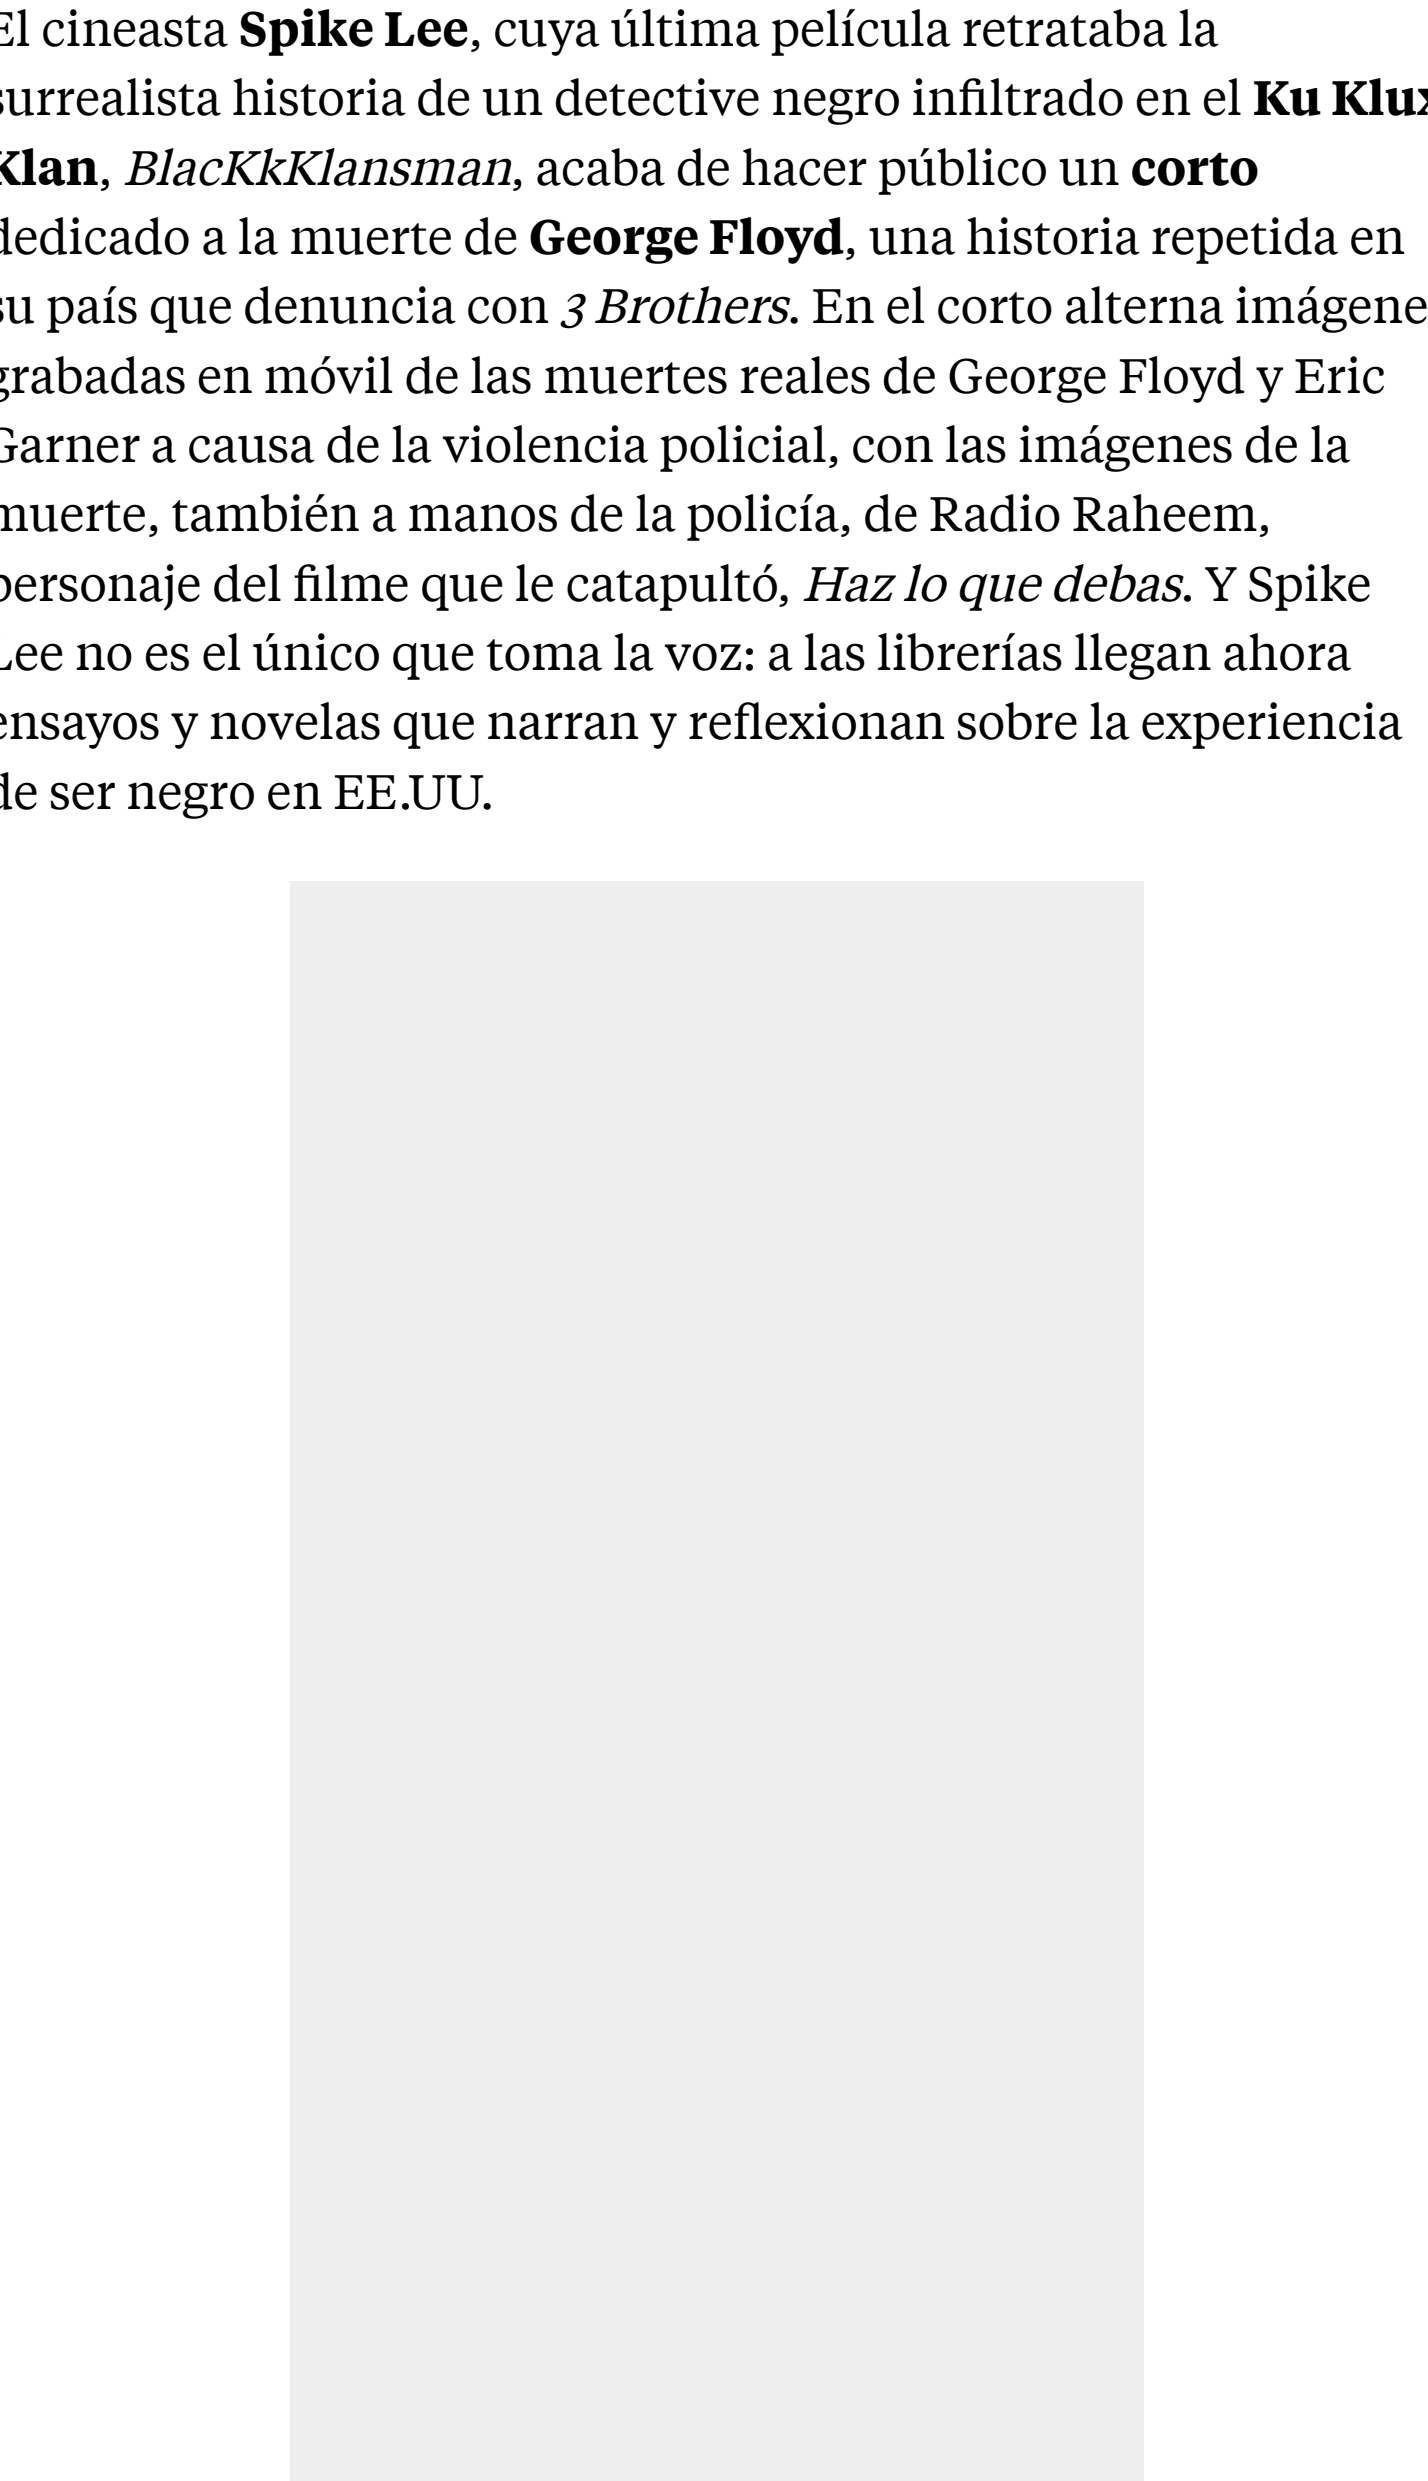 El cineasta Spike Lee, cuya última película retrataba la
surrealista historia de un detective negro infiltrado en el Ku Klux
Klan, BlacKkKlansman, acaba de hacer público un corto
dedicado a la muerte de George Floyd, una historia repetida en
su país que denuncia con 3 Brothers. En el corto alterna imágene
grabadas en móvil de las muertes reales de George Floyd y Eric
Garner a causa de la violencia policial, con las imágenes de la
muerte, también a manos de la policía, de Radio Raheem,
personaje del filme que le catapultó, Haz lo que debas. Y Spike
Lee no es el único que toma la voz: a las librerías llegan ahora
ensayos y novelas que narran y reflexionan sobre la experiencia
de ser negro en EE.UU.